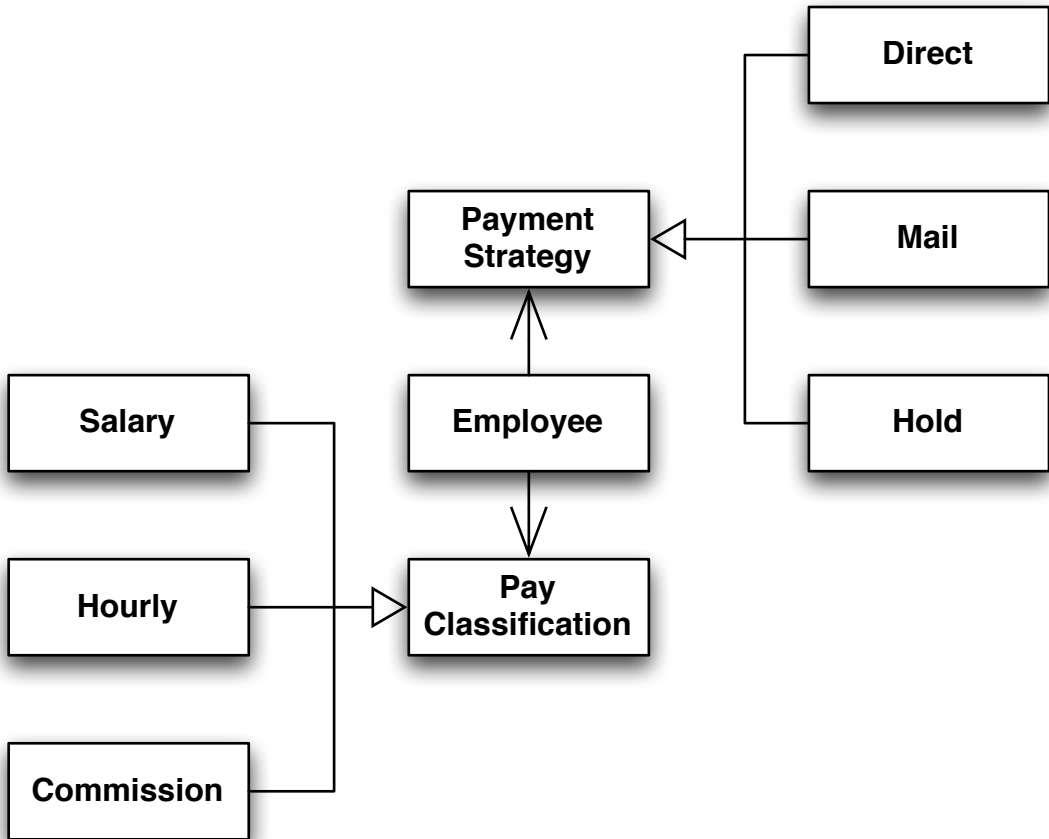 Direct
Payment
Strategy
Mail
Salary
Employee
Hold
Hourly
Pay
Classification
Commission